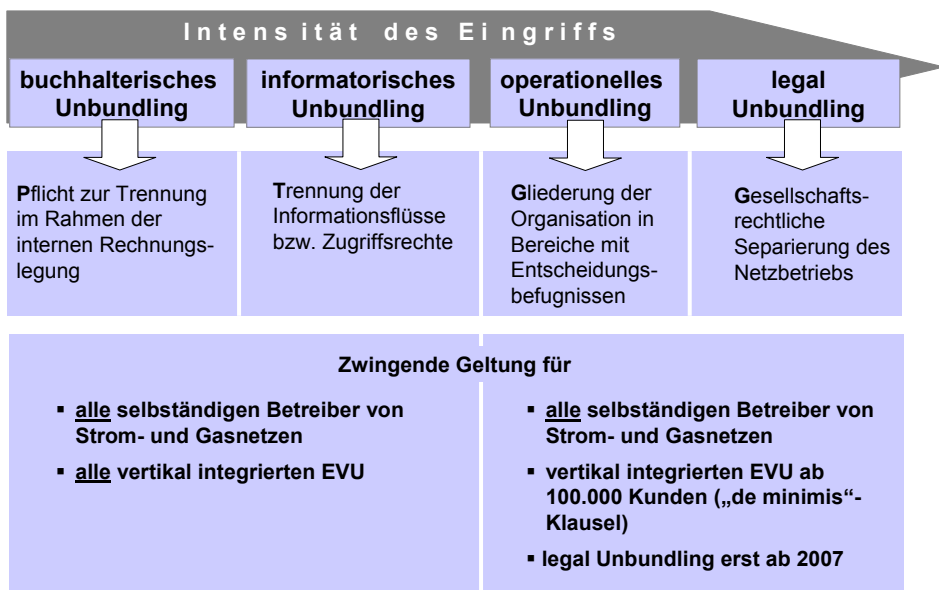 Intensität des Eingriffs
buchhalterisches
Unbundling
informatorisches
Unbundling
operationelles
Unbundling
legal
Unbundling
Pflicht zur Trennung
im Rahmen der
internen Rechnungs-
legung
Trennung der
Informationsflüsse
bzw. Zugriffsrechte
Gliederung der
Organisation in
Bereiche mit
Entscheidungs-
befugnissen
Gesellschafts-
rechtliche
Separierung des
Netzbetriebs
Zwingende Geltung für
▪ alle selbständigen Betreiber von
Strom- und Gasnetzen
▪ alle vertikal integrierten EVU
▪ alle selbständigen Betreiber von
Strom- und Gasnetzen
▪ vertikal integrierten EVU ab
100.000 Kunden („de minimis“-
Klausel)
▪ legal Unbundling erst ab 2007